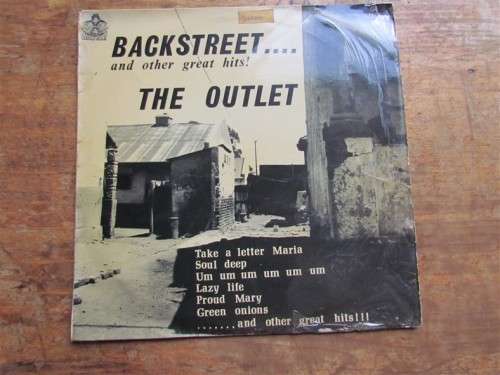 BACKSTREET....
and other great hits!
THE OUTLET
Take a letter Maria
Soul deep
Um um um um um um
Lazy life
Proud Mary
Green onions
.......and other great hits!!!